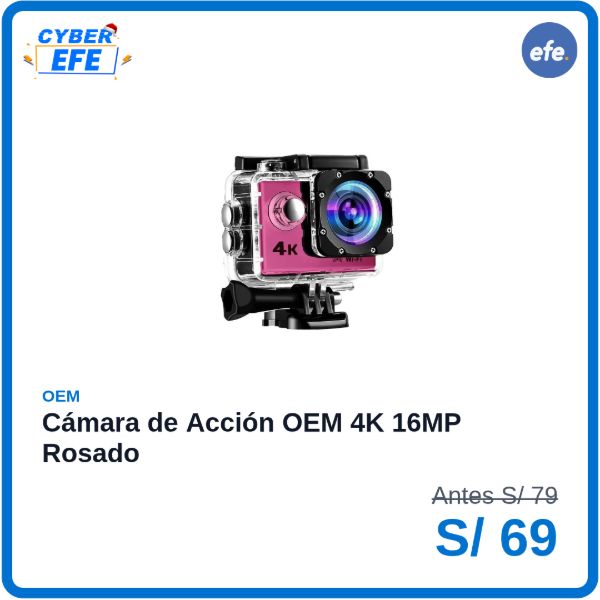 CYBER
EFE
efe.
4K
OEM
Cámara de Acción OEM 4K 16MP
Rosado
Antes S/ 79
S/ 69